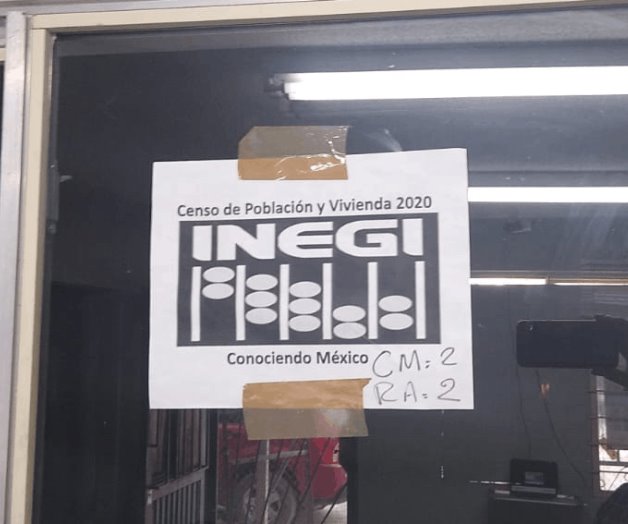 Censo de Población y Vivienda 2020
INEGI
Conociendo México
CM: 2
RA: 2